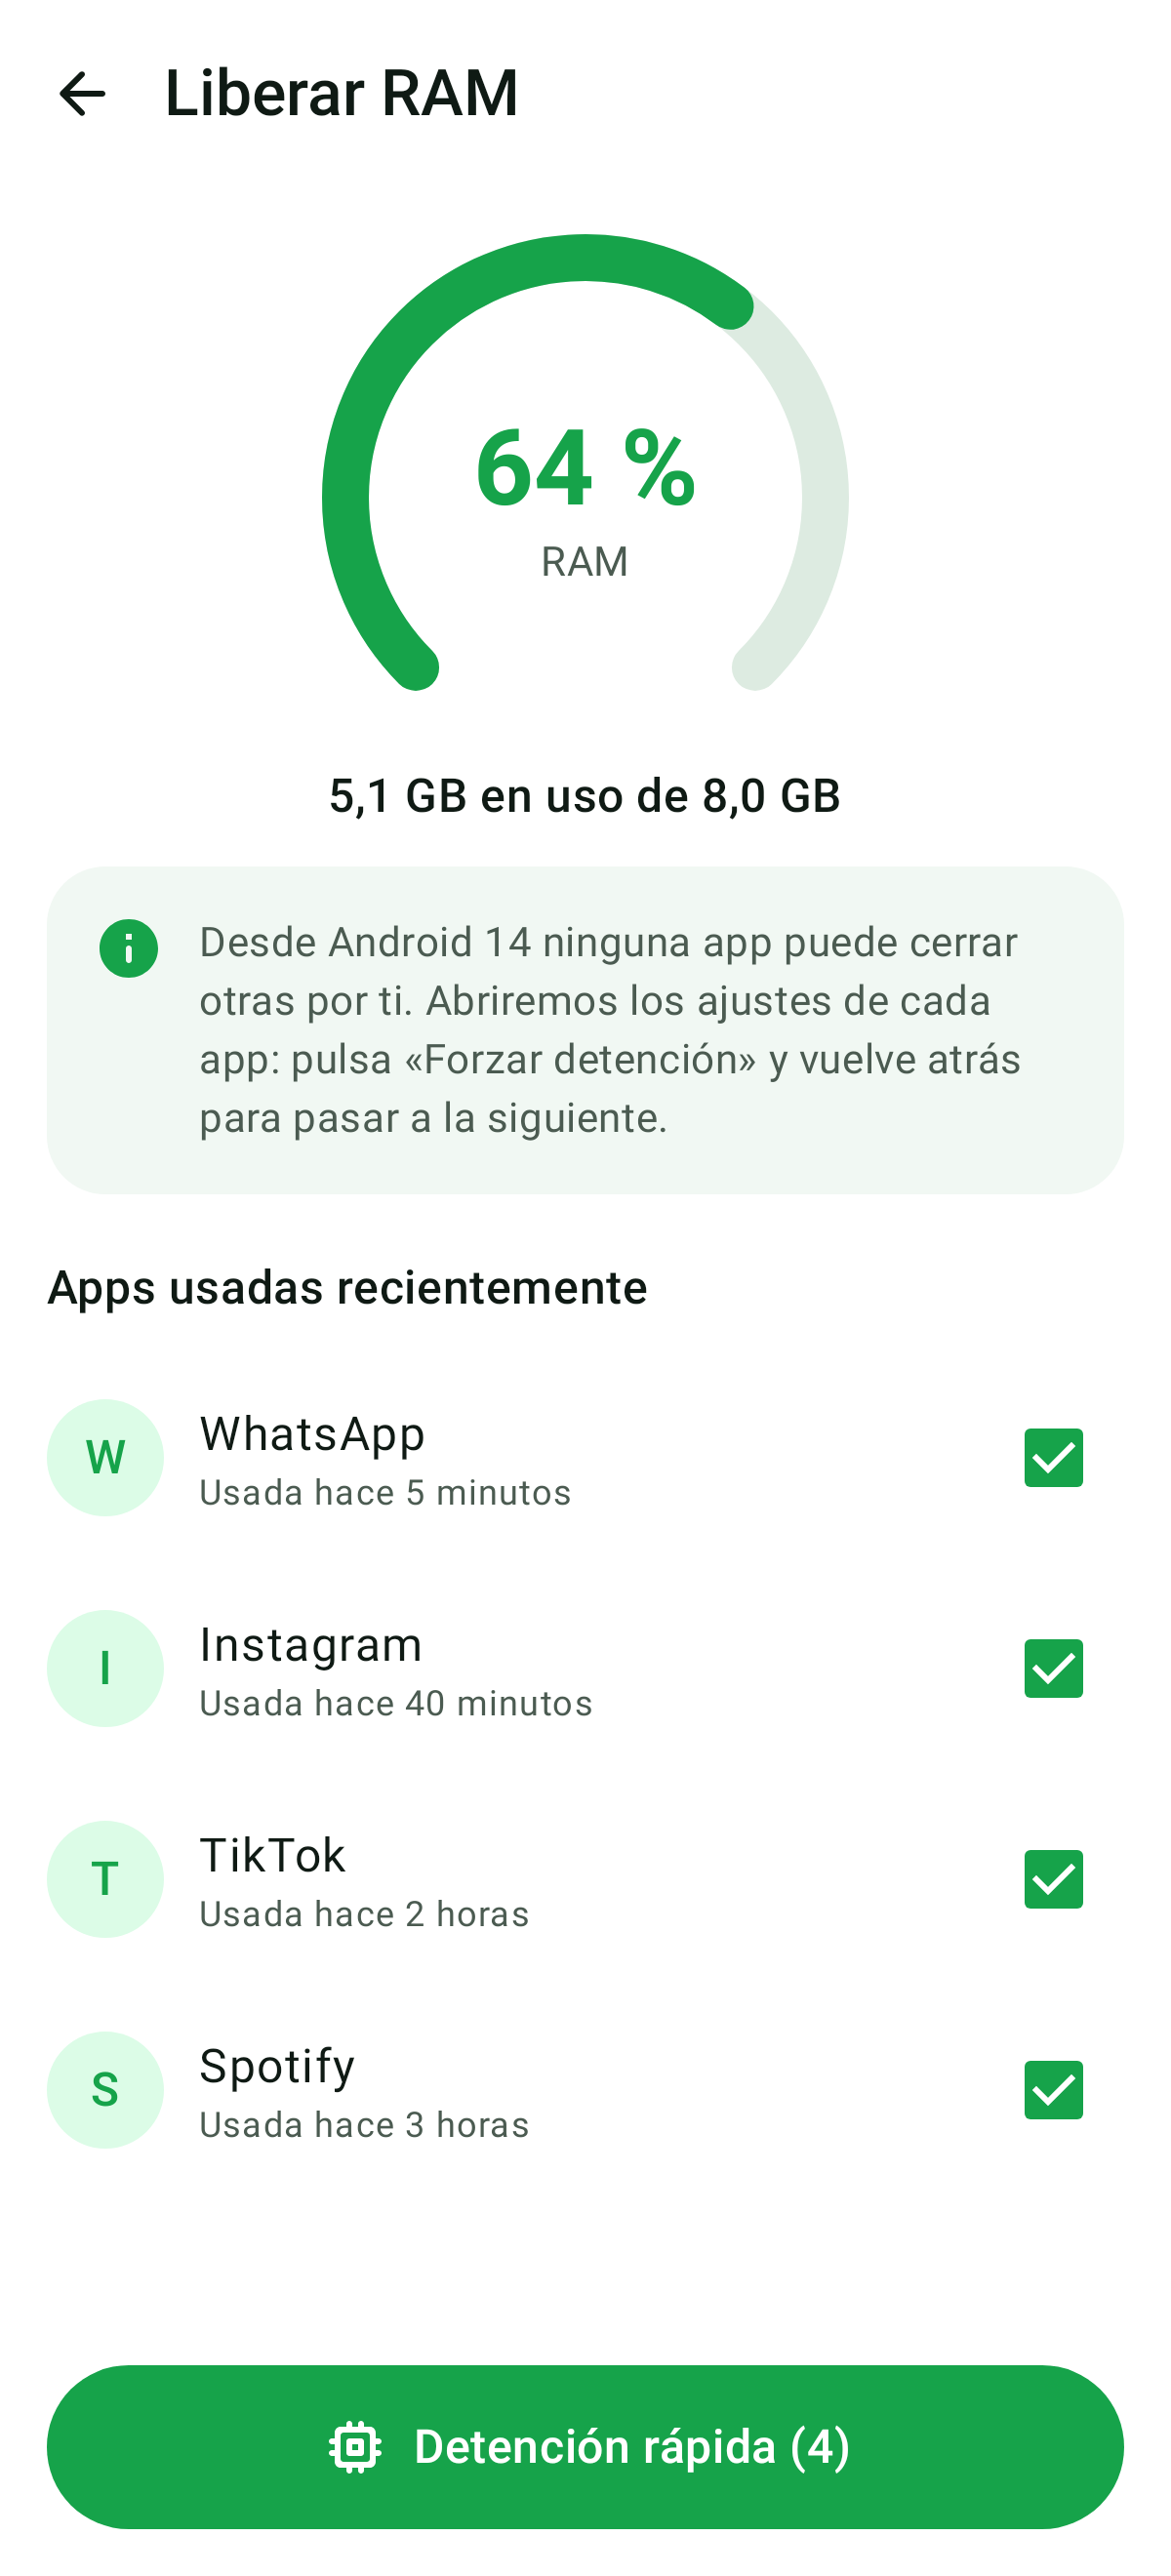 Liberar RAM
64 %
RAM
5,1 GB en uso de 8,0 GB
Desde Android 14 ninguna app puede cerrar
otras por ti. Abriremos los ajustes de cada
app: pulsa «Forzar detención» y vuelve atrás
para pasar a la siguiente.
Apps usadas recientemente
W
WhatsApp
Usada hace 5 minutos
I
Instagram
Usada hace 40 minutos
T
TikTok
Usada hace 2 horas
S
Spotify
Usada hace 3 horas
Detención rápida (4)